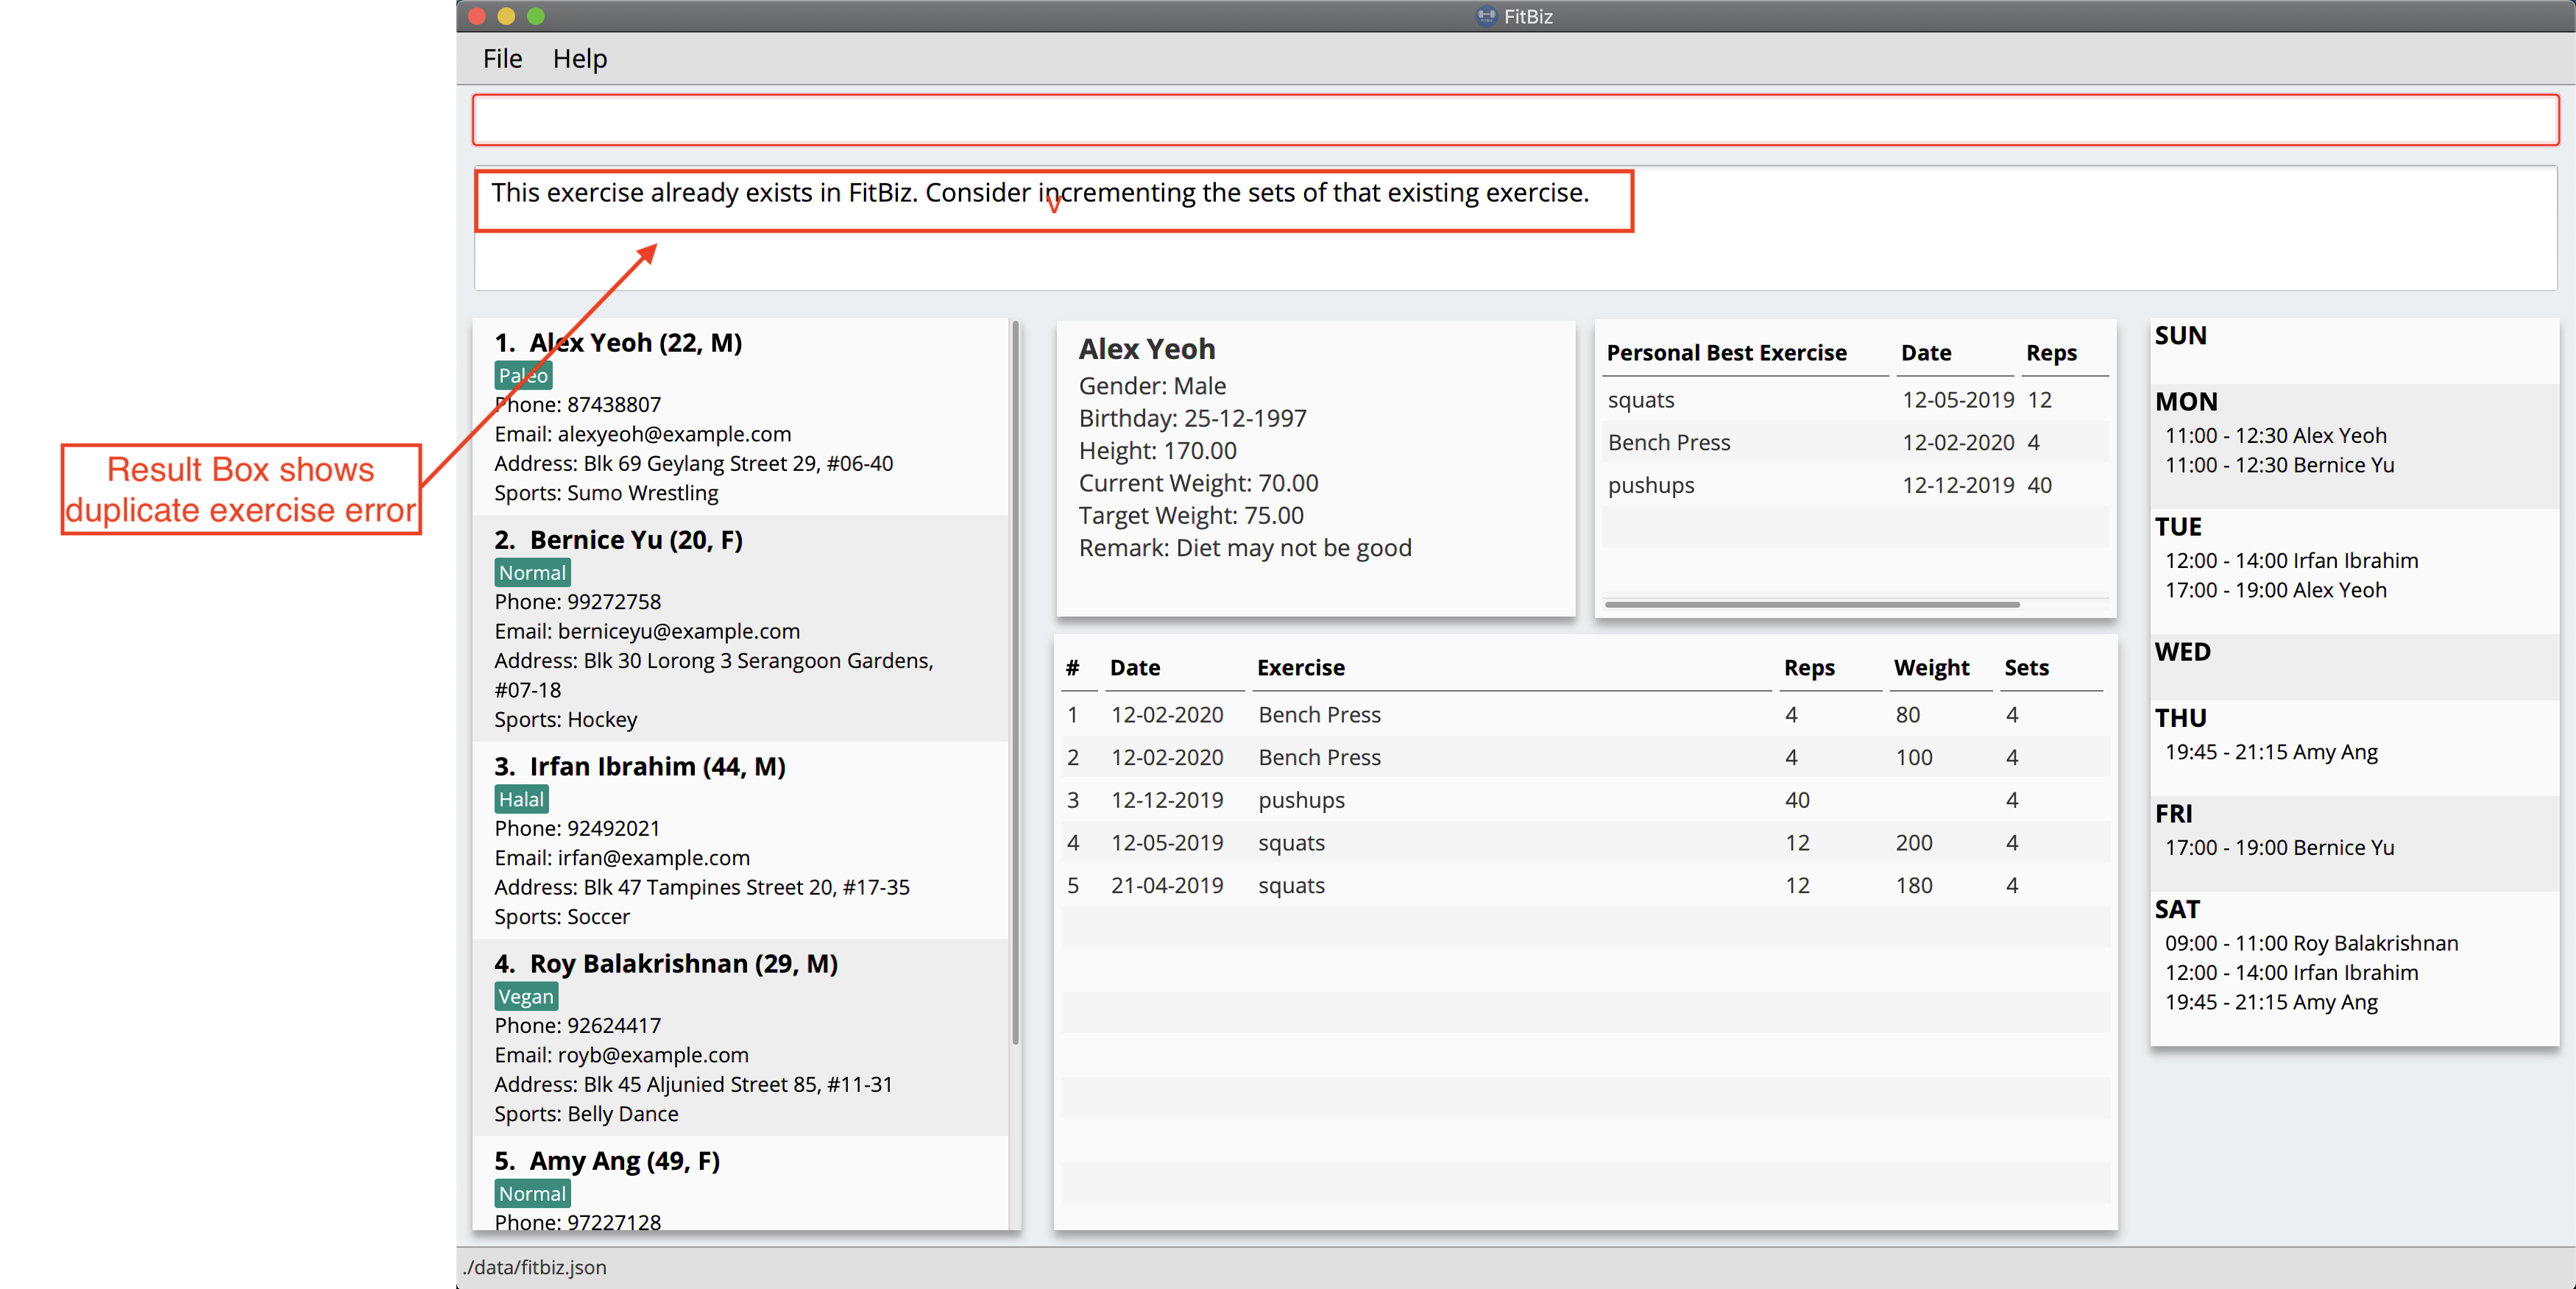 FitBiz
File Help
This exercise already exists in FitBiz. Consider incrementing the sets of that existing exercise.
v
Result Box shows
duplicate exercise error
1. Alex Yeoh (22, M)
Paleo
Phone: 87438807
Email: alexyeoh@example.com
Address: Blk 69 Geylang Street 29, #06-40
Sports: Sumo Wrestling
2. Bernice Yu (20, F)
Normal
Phone: 99272758
Email: berniceyu@example.com
Address: Blk 30 Lorong 3 Serangoon Gardens,
#07-18
Sports: Hockey
3. Irfan Ibrahim (44, M)
Halal
Phone: 92492021
Email: irfan@example.com
Address: Blk 47 Tampines Street 20, #17-35
Sports: Soccer
4. Roy Balakrishnan (29, M)
Vegan
Phone: 92624417
Email: royb@example.com
Address: Blk 45 Aljunied Street 85, #11-31
Sports: Belly Dance
5. Amy Ang (49, F)
Normal
Phone: 97227128
Alex Yeoh
Gender: Male
Birthday: 25-12-1997
Height: 170.00
Current Weight: 70.00
Target Weight: 75.00
Remark: Diet may not be good
Personal Best Exercise Date Reps
squats 12-05-2019 12
Bench Press 12-02-2020 4
pushups 12-12-2019 40
# Date Exercise Reps Weight Sets
1 12-02-2020 Bench Press 4 80 4
2 12-02-2020 Bench Press 4 100 4
3 12-12-2019 pushups 40 4
4 12-05-2019 squats 12 200 4
5 21-04-2019 squats 12 180 4
SUN
MON
11:00 - 12:30 Alex Yeoh
11:00 - 12:30 Bernice Yu
TUE
12:00 - 14:00 Irfan Ibrahim
17:00 - 19:00 Alex Yeoh
WED
THU
19:45 - 21:15 Amy Ang
FRI
17:00 - 19:00 Bernice Yu
SAT
09:00 - 11:00 Roy Balakrishnan
12:00 - 14:00 Irfan Ibrahim
19:45 - 21:15 Amy Ang
./data/fitbiz.json